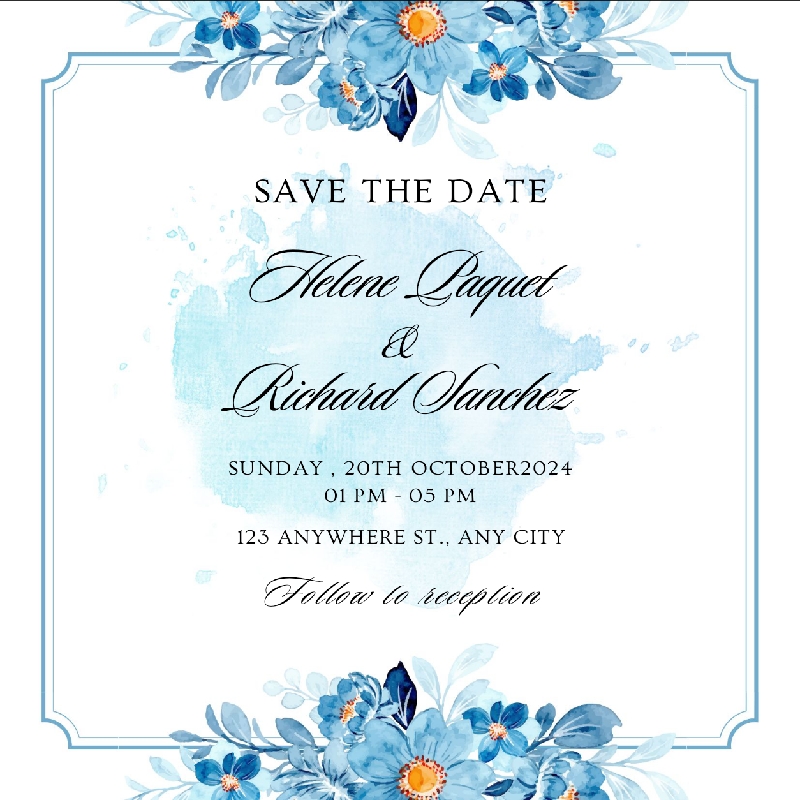 SAVE THE DATE
Helene Paquet
&
Richard Sanchez
SUNDAY , 20TH OCTOBER2024
01 PM - 05 PM
123 ANYWHERE ST., ANY CITY
Follow to reception